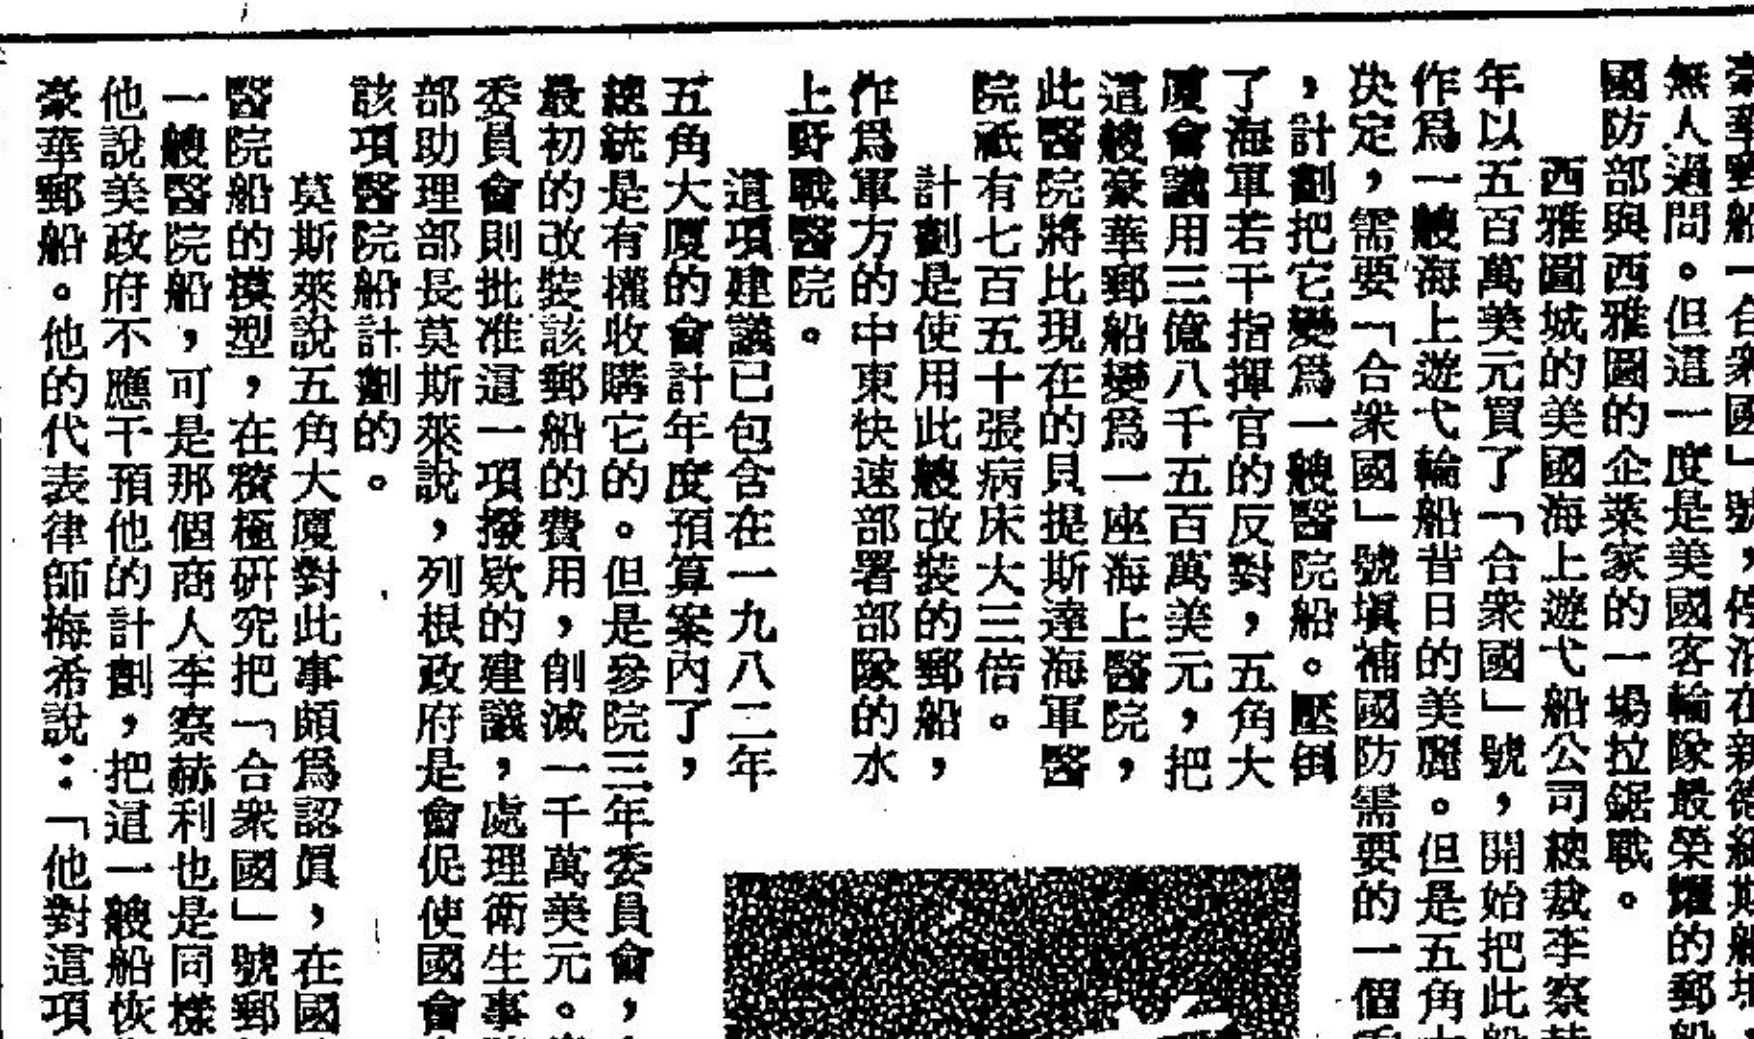 豪華郵船「合衆國」號，停泊在新
無人過問。但這一度是美國客輪隊最榮耀的郵船
國防部與西雅圖的企業家的一場拉鋸戰。
西雅圖城的美國海上遊弋船公司總裁李察赫
年以五百萬美元買了「合衆國」號，開始把此船
作爲一艘海上遊弋輪船昔日的美麗。但是五角大
決定，需要「合衆國」號塡補國防需要的一個
，計劃把它變爲一艘醫院船。壓倒
了海軍若干指揮官的反對，五角大
廈會議用三億八千五百萬美元，把
這艘豪華郵船變爲一座海上醫院，
此醫院將比現在的貝提斯達海軍醫
院祇有七百五十張病床大三倍。
計劃是使用此艘改裝的郵船，
作爲軍方的中東快速部署部隊的水
上野戰醫院。
這項建議已包含在一九八二年
五角大廈的會計年度預算案內了，
總統是有權收購它的。但是參院三年委員會，
最初的改裝該郵船的費用，削減一千萬美元。
委員會則批准這一項撥欵的建議，處理衛生事
部助理部長莫斯萊說，列根政府是會促使國會
該項醫院船計劃的。
莫斯萊說五角大廈對此事頗爲認眞，在國
醫院船的模型，在積極研究把「合衆國」號郵
一艘醫院船，可是那個商人李察赫利也是同樣
他說美政府不應干預他的計劃，把這一艘船恢
豪華郵船。他的代表律師梅希說：「他對這項